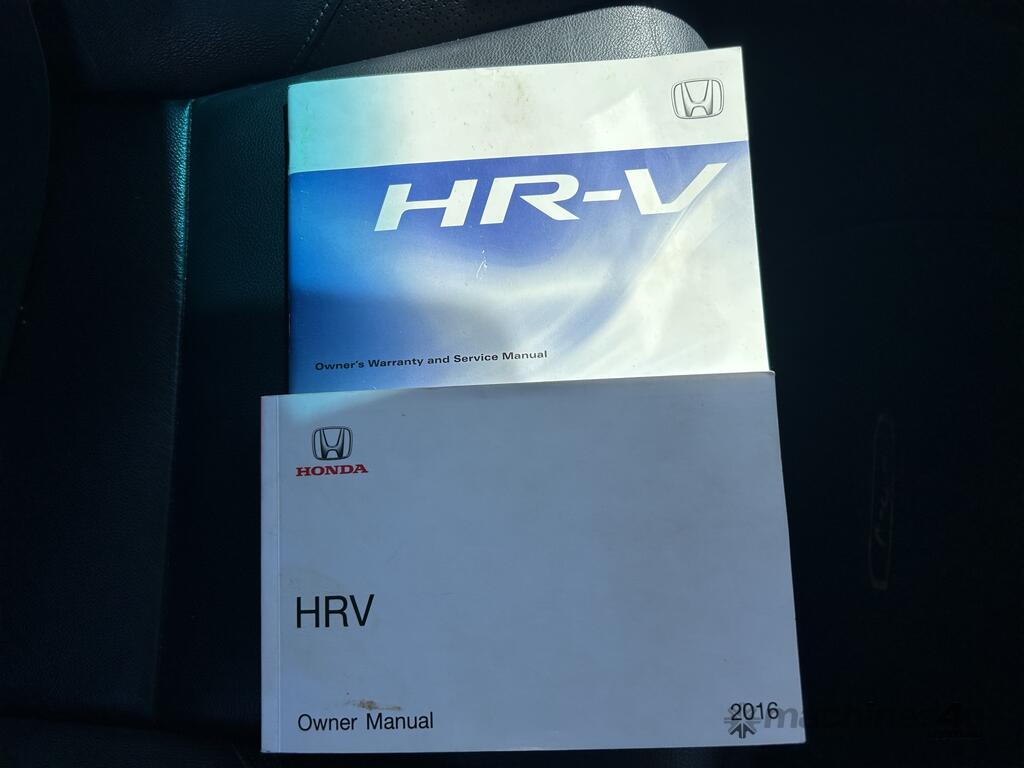 HR-V
Owner's Warranty and Service Manual
HONDA
HRV
Owner Manual
2016